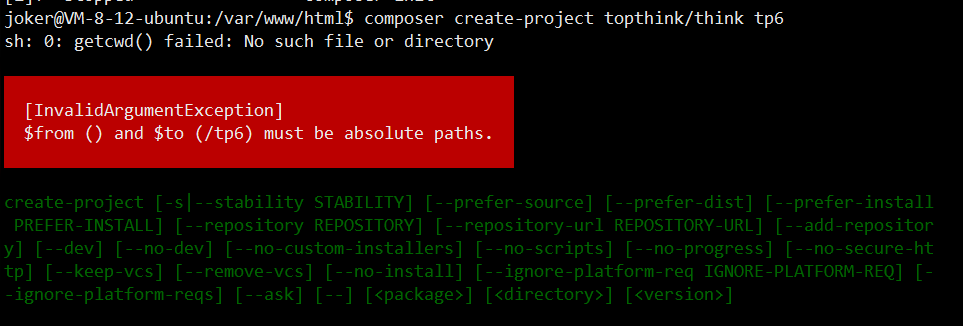 joker@VM-8-12-ubuntu:/var/www/html$ composer create-project topthink/think tp6
sh: 0: getcwd() failed: No such file or directory
[InvalidArgumentException]
$from () and $to (/tp6) must be absolute paths.
create-project [-s|--stability STABILITY] [--prefer-source] [--prefer-dist] [--prefer-install
 PREFER-INSTALL] [--repository REPOSITORY] [--repository-url REPOSITORY-URL] [--add-repositor
y] [--dev] [--no-dev] [--no-custom-installers] [--no-scripts] [--no-progress] [--no-secure-ht
tp] [--keep-vcs] [--remove-vcs] [--no-install] [--ignore-platform-req IGNORE-PLATFORM-REQ] [-
-ignore-platform-reqs] [--ask] [--] [<package>] [<directory>] [<version>]